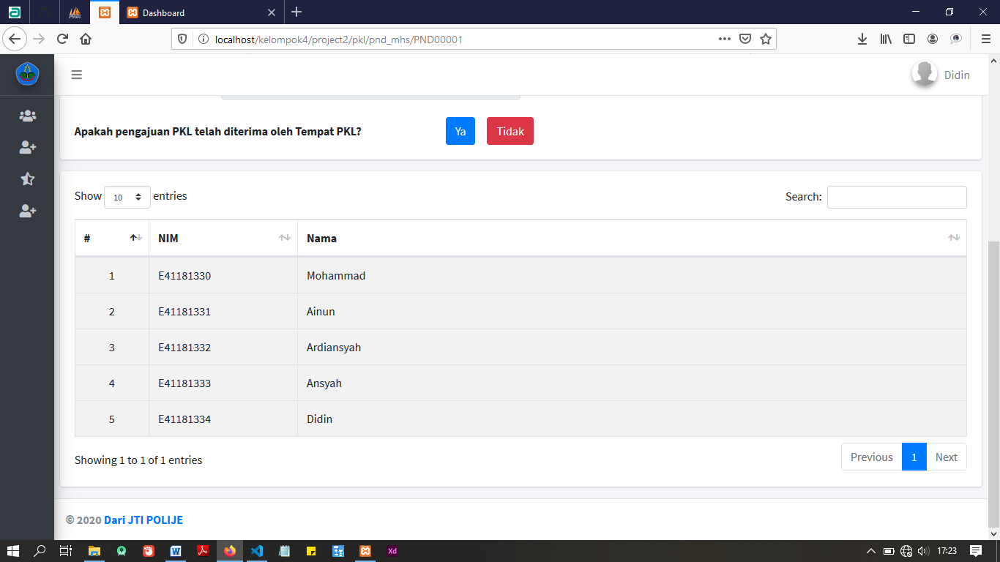 Dashboard
localhost/kelompok4/project2/pkl/pnd_mhs/PND00001
Didin
Apakah pengajuan PKL telah diterima oleh Tempat PKL? Ya Tidak
Show 10 entries Search:
# NIM Nama
1 E41181330 Mohammad
2 E41181331 Ainun
3 E41181332 Ardiansyah
4 E41181333 Ansyah
5 E41181334 Didin
Showing 1 to 1 of 1 entries Previous 1 Next
© 2020 Dari JTI POLIJE
Xd 17:23